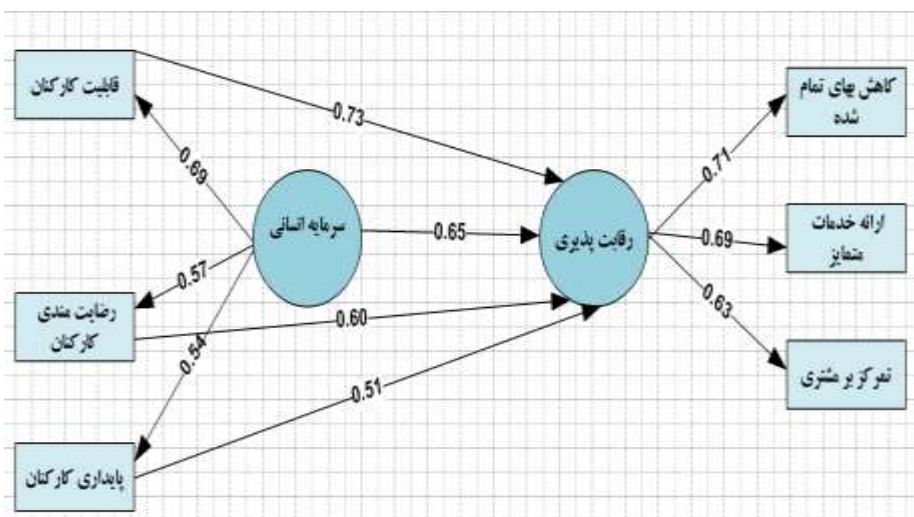 قابلیت کارکنان
کاهش بهای تمام
شده
0.73
0.69
0.71
سرمایه انسانی
0.65
رقابت پذیری
ارائه خدمات
متمایز
0.69
0.57
رضایت مندی
کارکنان
0.60
0.63
0.54
0.51
تمرکز بر مشتری
پایداری کارکنان